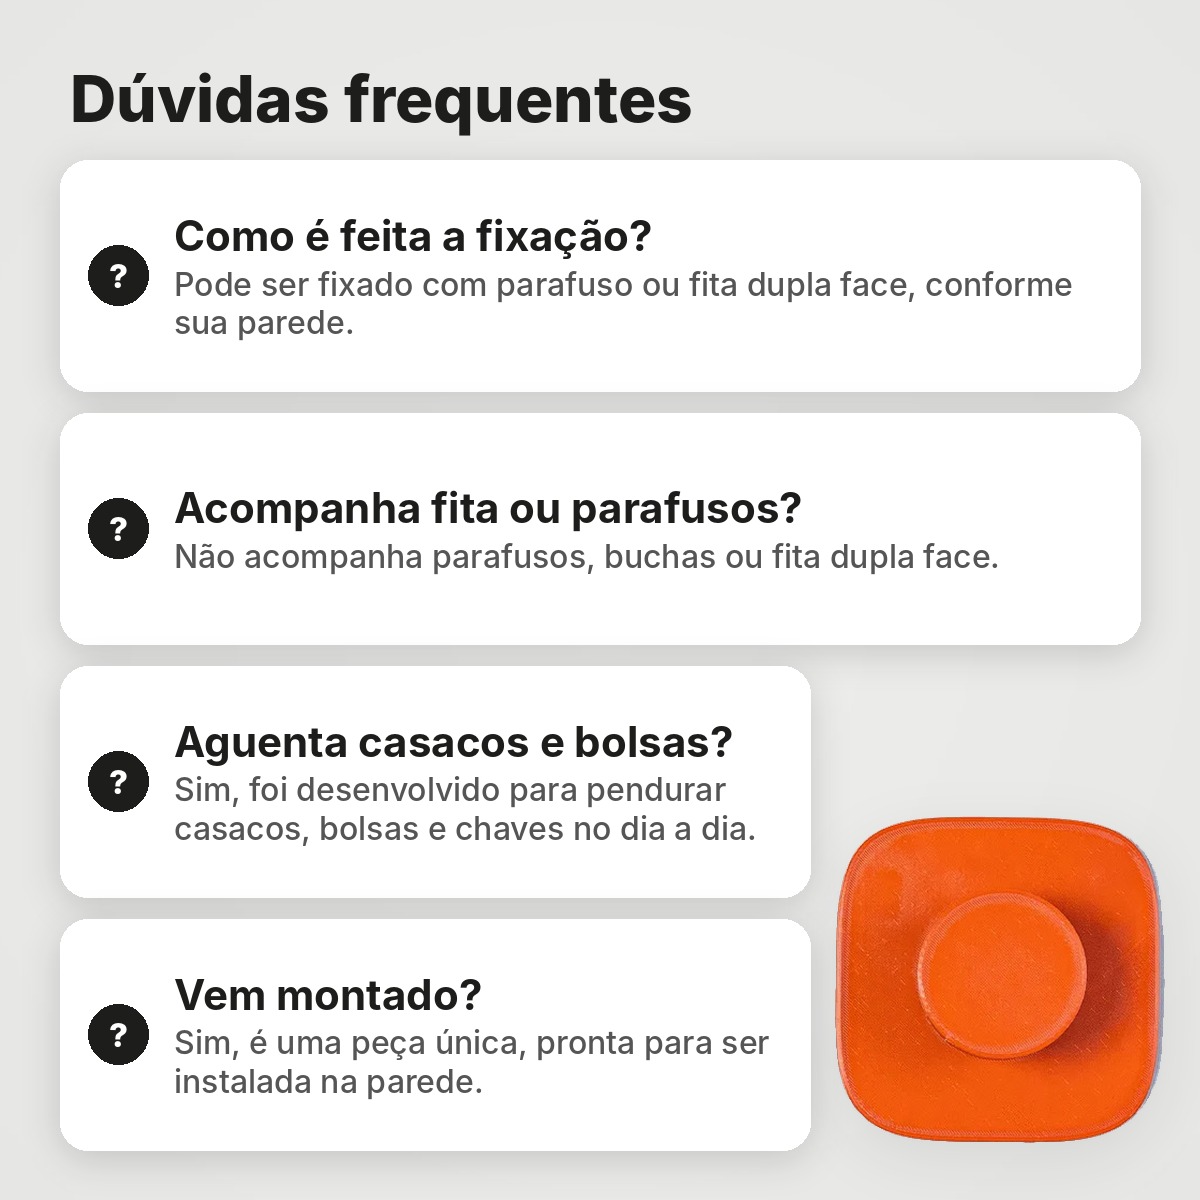 Dúvidas frequentes
?
Como é feita a fixação?
Pode ser fixado com parafuso ou fita dupla face, conforme
sua parede.
?
Acompanha fita ou parafusos?
Não acompanha parafusos, buchas ou fita dupla face.
?
Aguenta casacos e bolsas?
Sim, foi desenvolvido para pendurar
casacos, bolsas e chaves no dia a dia.
?
Vem montado?
Sim, é uma peça única, pronta para ser
instalada na parede.